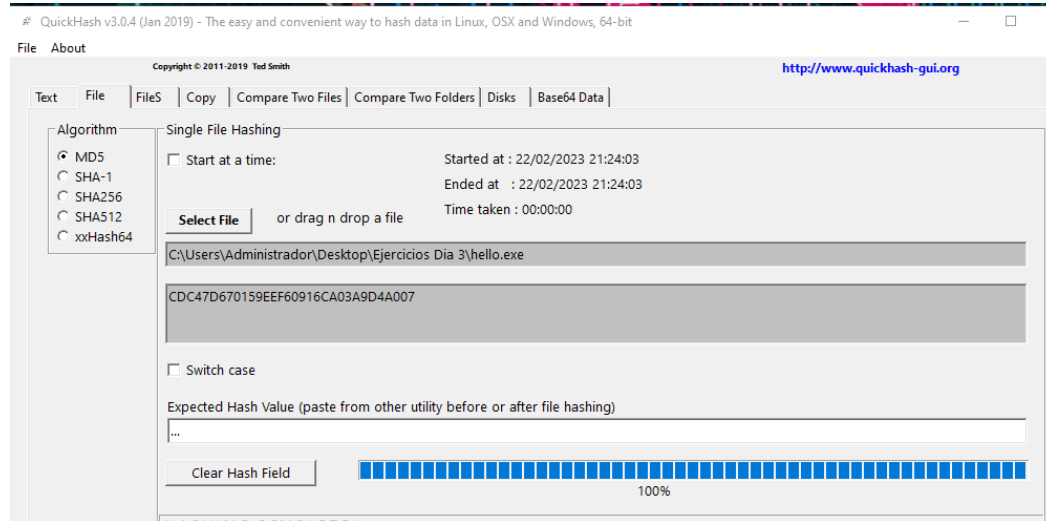 # QuickHash v3.0.4 (Jan 2019) - The easy and convenient way to hash data in Linux, OSX and Windows, 64-bit
File About
Copyright © 2011-2019 Ted Smith
http://www.quickhash-gui.org
Text File FileS Copy Compare Two Files Compare Two Folders Disks Base64 Data
Algorithm
MD5
SHA-1
SHA256
SHA512
xxHash64
Single File Hashing
Start at a time:
Started at : 22/02/2023 21:24:03
Ended at : 22/02/2023 21:24:03
Time taken : 00:00:00
Select File or drag n drop a file
C:\Users\Administrador\Desktop\Ejercicios Dia 3\hello.exe
CDC47D670159EEF60916CA03A9D4A007
Switch case
Expected Hash Value (paste from other utility before or after file hashing)
...
Clear Hash Field
100%